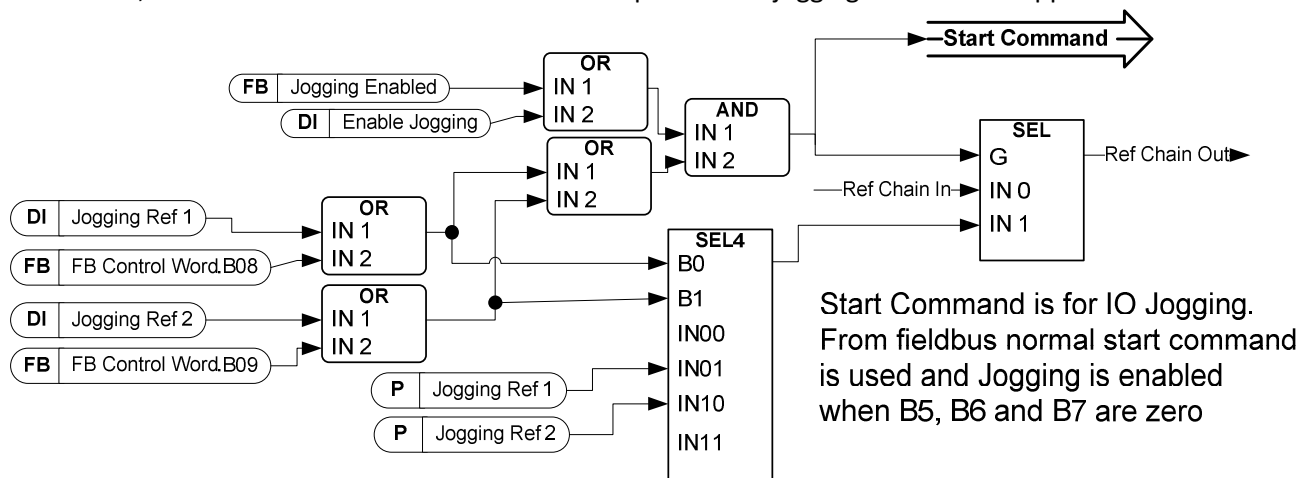 Start Command
OR
FB Jogging Enabled
IN 1
DI Enable Jogging
IN 2
AND
IN 1
IN 2
OR
IN 1
IN 2
SEL
G
Ref Chain Out
Ref Chain In
IN 0
IN 1
DI Jogging Ref 1
OR
IN 1
FB FB Control Word.B08
IN 2
DI Jogging Ref 2
OR
IN 1
FB FB Control Word.B09
IN 2
SEL4
B0
B1
IN00
IN01
IN10
IN11
P Jogging Ref 1
P Jogging Ref 2
Start Command is for IO Jogging.
From fieldbus normal start command
is used and Jogging is enabled
when B5, B6 and B7 are zero